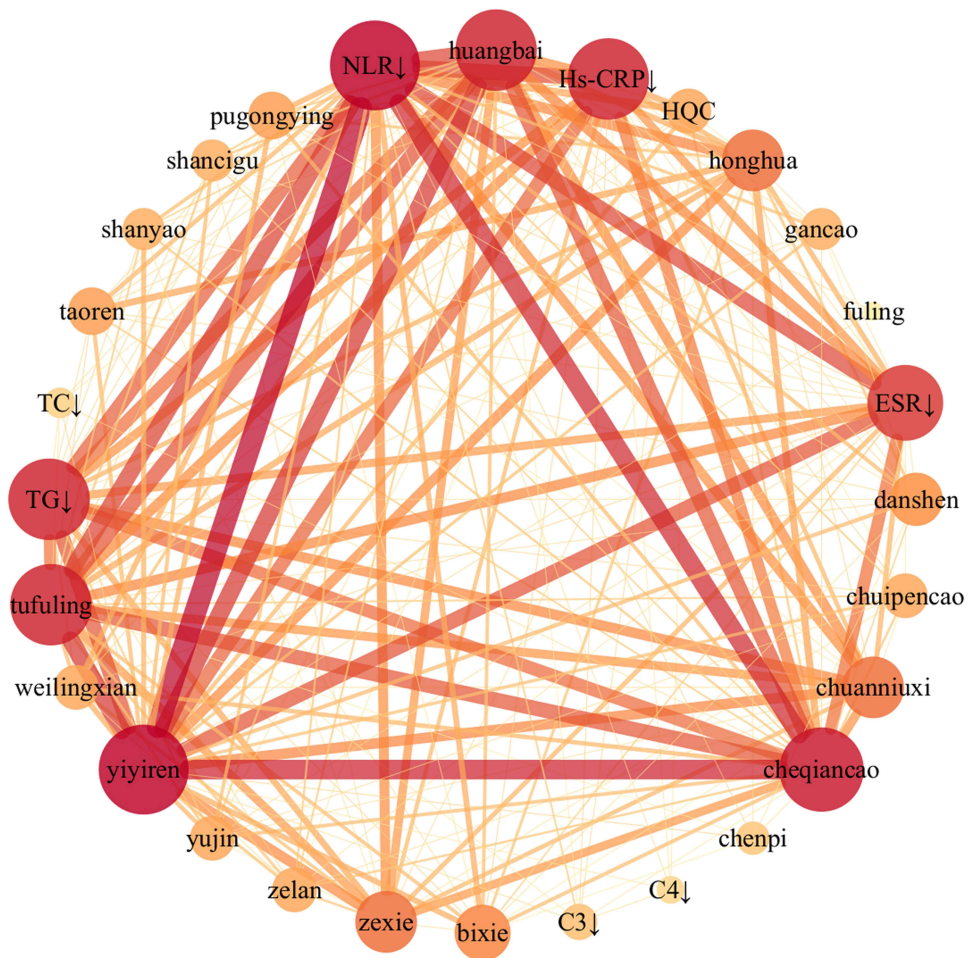 huangbai
NLR↓
Hs-CRP↓
HQC
pugongying
shancigu
honghua
shanyao
gancao
taoren
fuling
TC↓
ESR↓
TG↓
danshen
chuipencao
tufuling
weilingxian
chuanniuxi
yiyiren
cheqiancao
yujin
chenpi
zelan
C4↓
zexie
bixie
C3↓